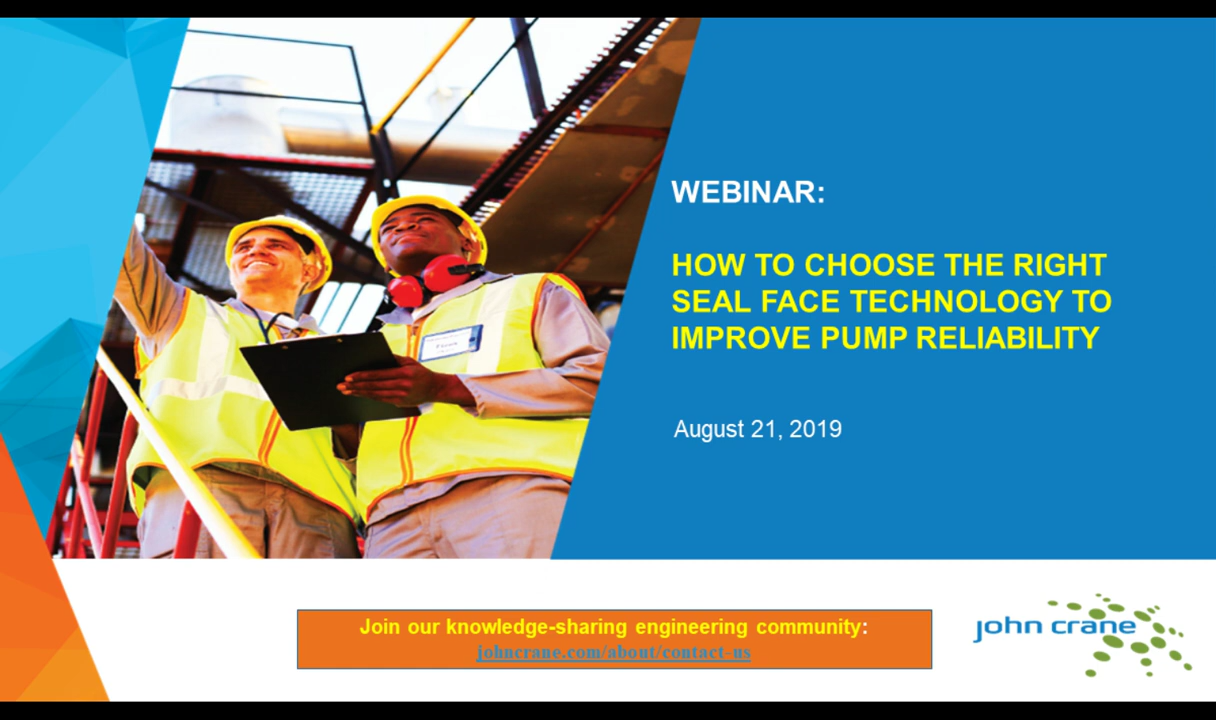 WEBINAR:
HOW TO CHOOSE THE RIGHT
SEAL FACE TECHNOLOGY TO
IMPROVE PUMP RELIABILITY
August 21, 2019
Join our knowledge-sharing engineering community:
johncrane.com/about/contact-us
john crane